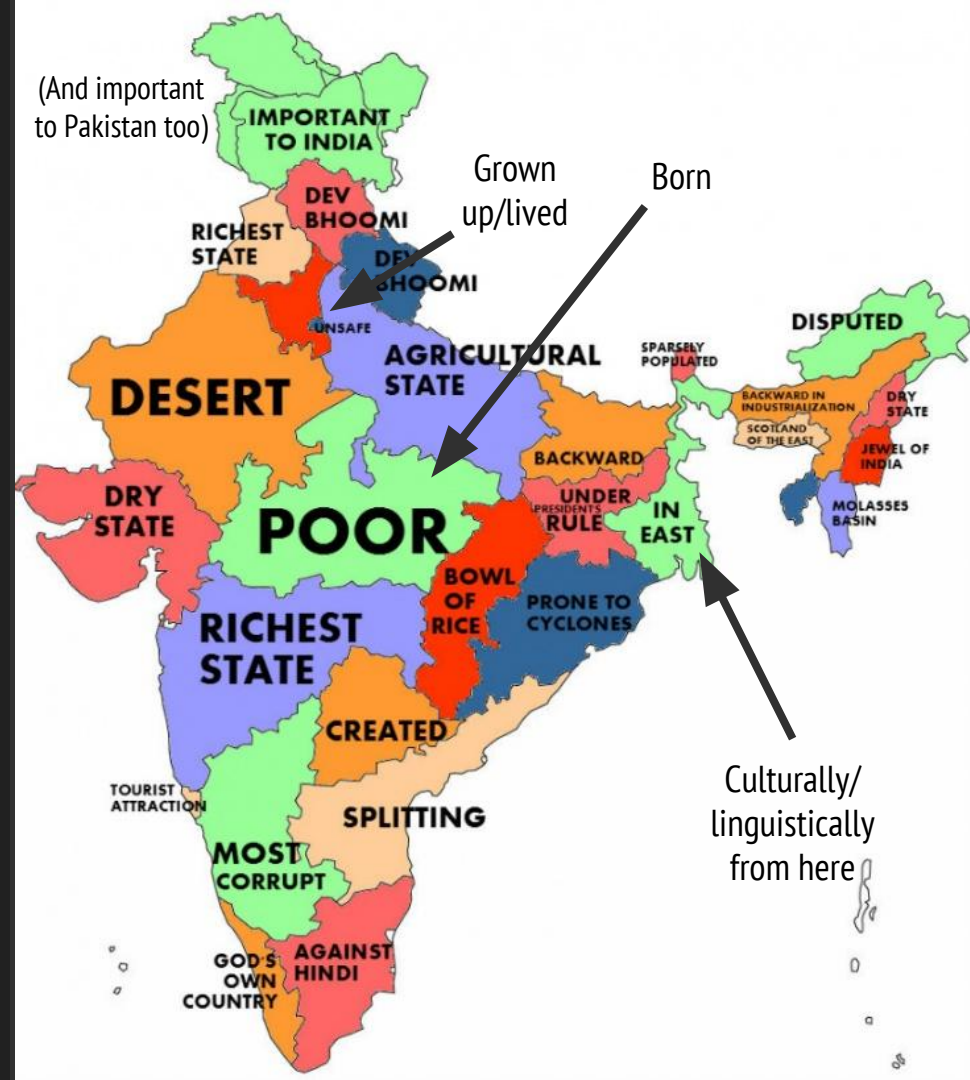 (And important
to Pakistan too)
IMPORTANT
TO INDIA
Grown
up/lived
Born
DEV
BHOOMI
RICHEST
STATE
DEV
BHOOMI
UNSAFE
AGRICULTURAL
STATE
DESERT
SPARSELY
POPULATED
DISPUTED
BACKWARD IN
INDUSTRIALIZATION
DRY
STATE
SCOTLAND
OF THE EAST
JEWEL OF
INDIA
MOLASSES
BASIN
BACKWARD
DRY
STATE
POOR
UNDER
PRESIDENTS
RULE
IN
EAST
BOWL
OF
RICE
PRONE TO
CYCLONES
RICHEST
STATE
CREATED
TOURIST
ATTRACTION
SPLITTING
Culturally/
linguistically
from here
MOST
CORRUPT
GOD'S
OWN
COUNTRY
AGAINST
HINDI